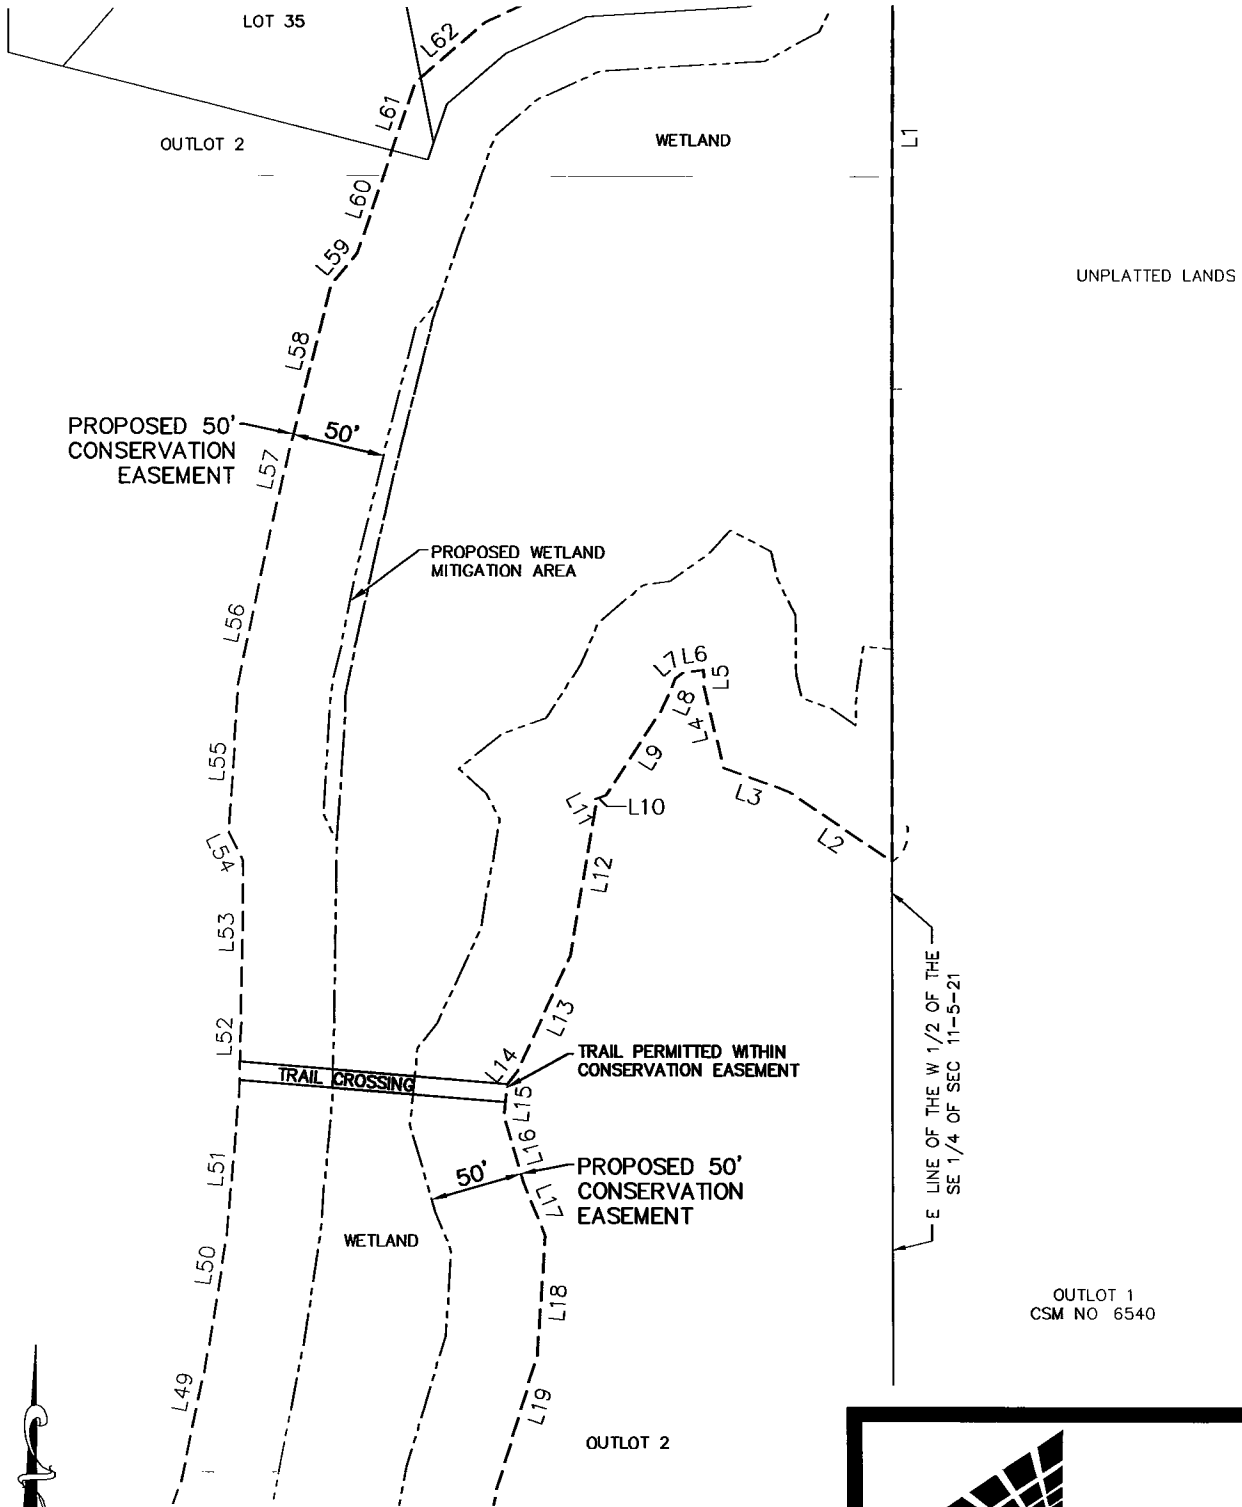 LOT 35
L62
L61
OUTLOT 2
WETLAND
L1
L60
L59
UNPLATTED LANDS
L58
PROPOSED 50'
CONSERVATION
EASEMENT
50'
L57
PROPOSED WETLAND
MITIGATION AREA
L56
L7
L6
L5
L8
L4
L55
L9
L3
L11
L10
L2
L54
L12
L53
E LINE OF THE W 1/2 OF THE
SE 1/4 OF SEC 11-5-21
L13
L52
TRAIL PERMITTED WITHIN
CONSERVATION EASEMENT
L14
TRAIL CROSSING
L15
L16
L51
50'
PROPOSED 50'
CONSERVATION
EASEMENT
L17
WETLAND
L50
L18
OUTLOT 1
CSM NO 6540
L49
L19
OUTLOT 2